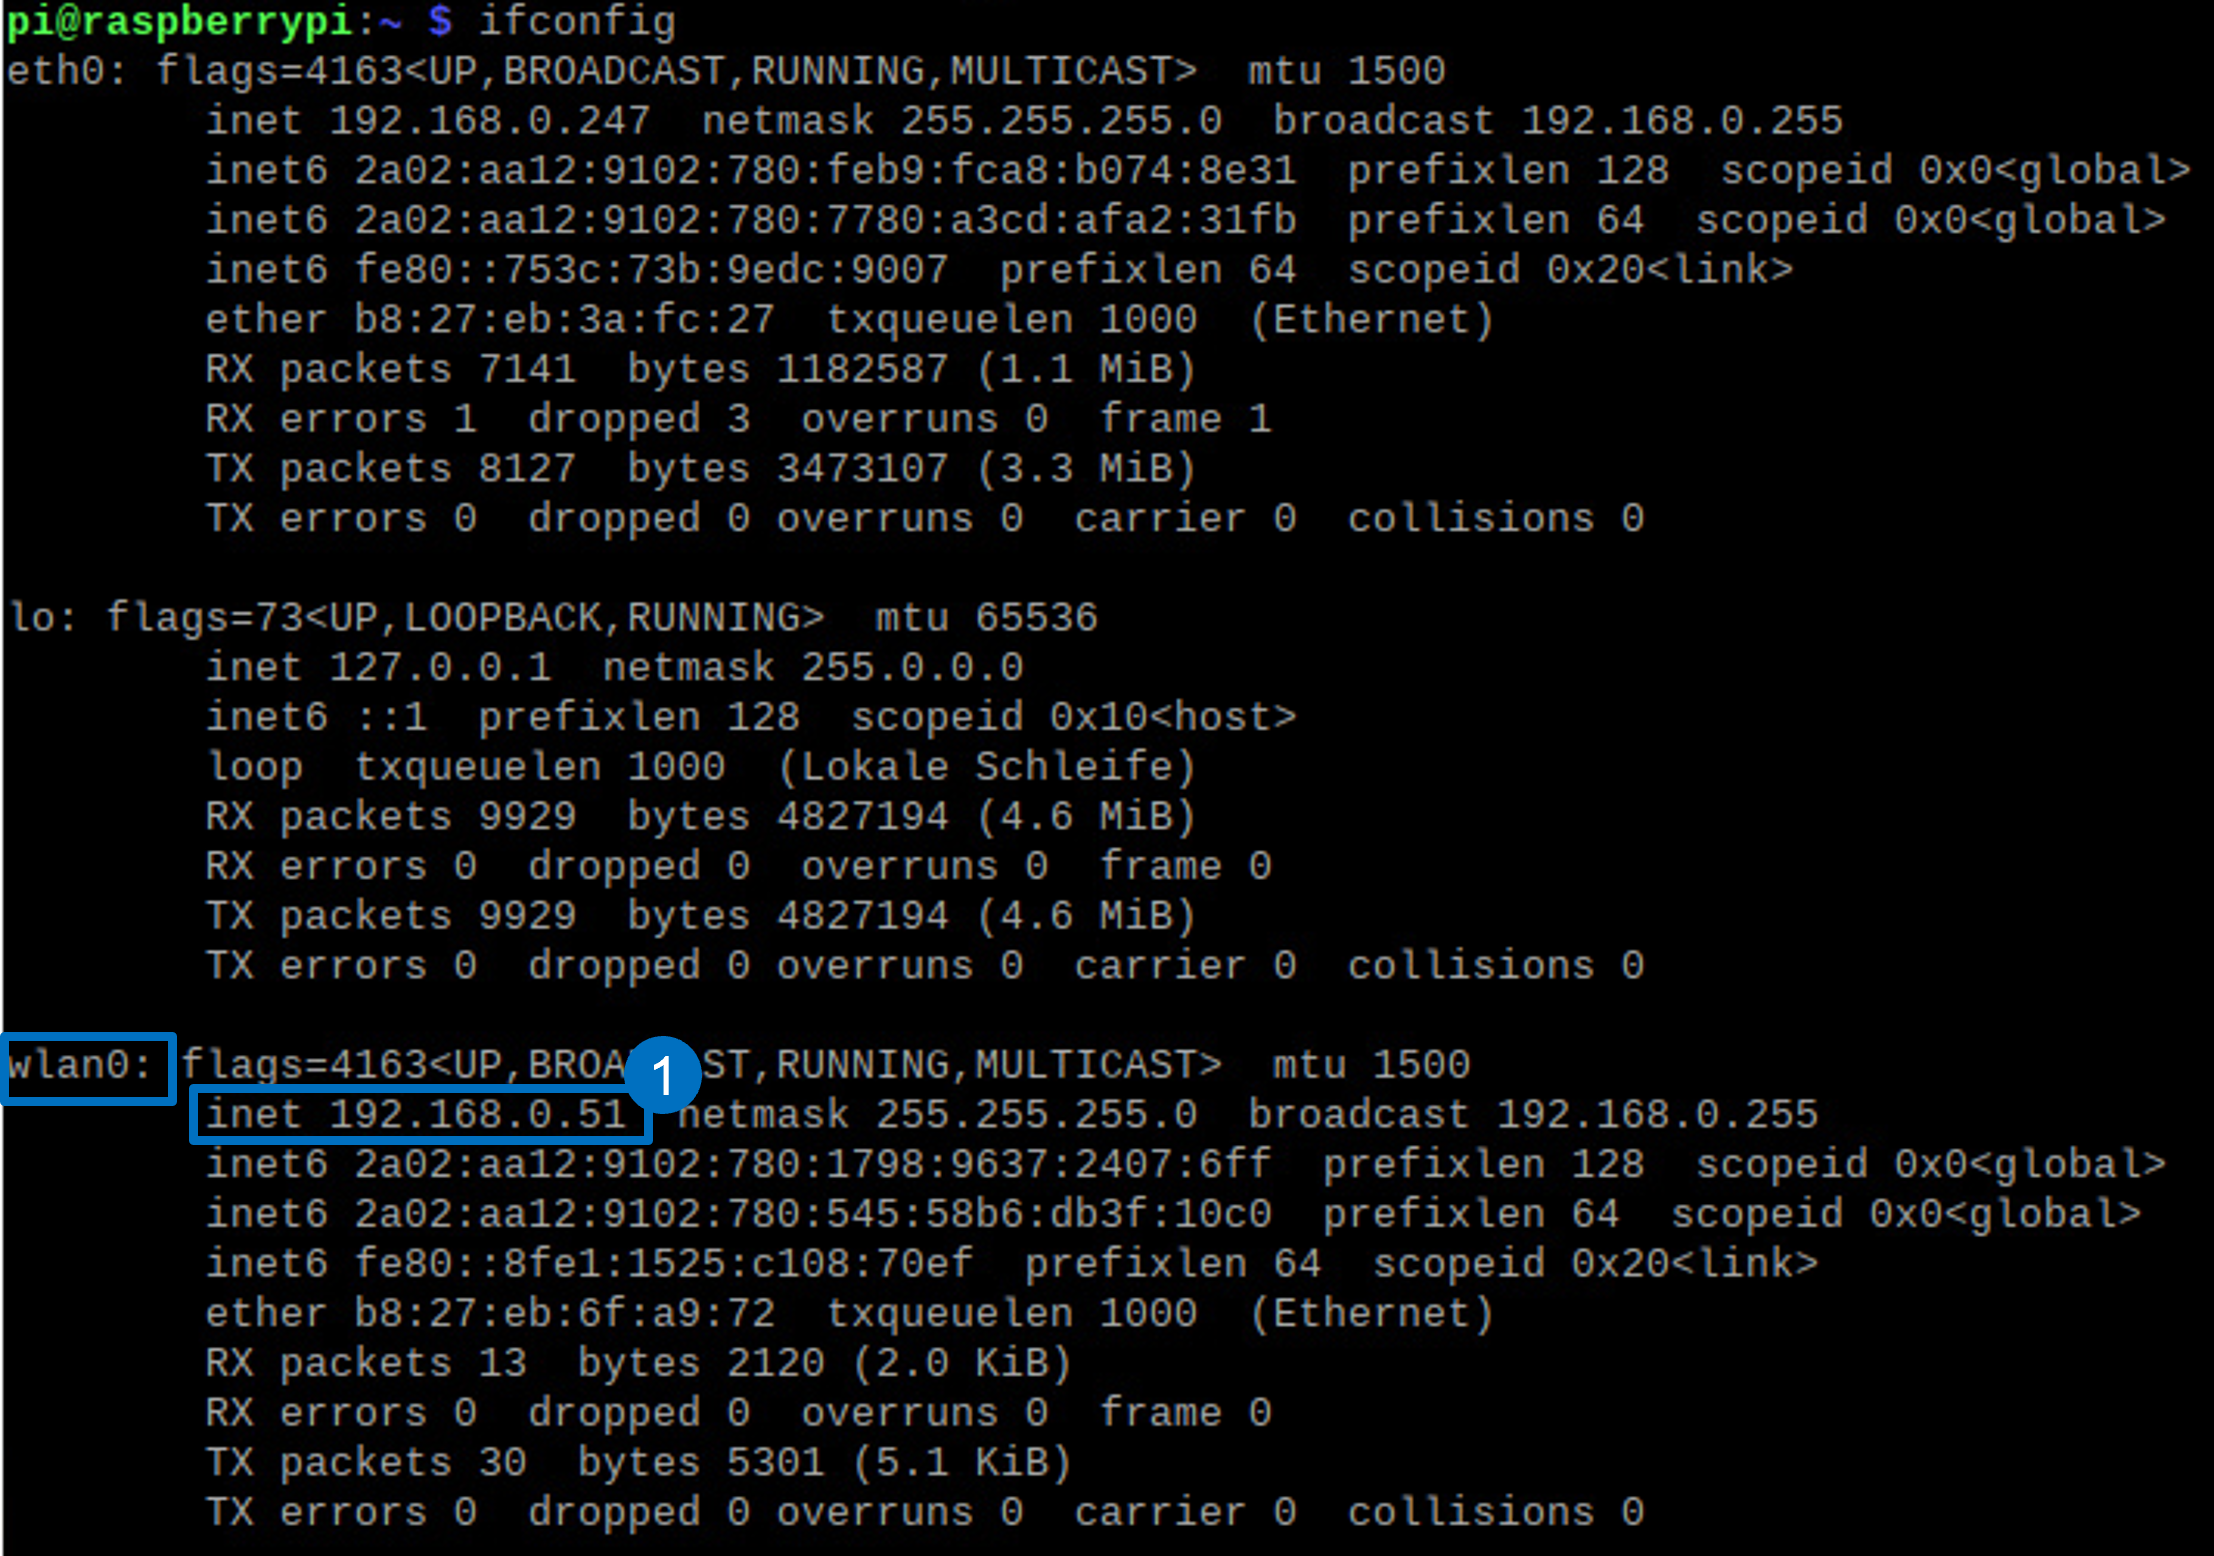 pi@raspberrypi:~ $ ifconfig
eth0: flags=4163<UP,BROADCAST,RUNNING,MULTICAST>  mtu 1500
        inet 192.168.0.247  netmask 255.255.255.0  broadcast 192.168.0.255
        inet6 2a02:aa12:9102:780:feb9:fca8:b074:8e31  prefixlen 128  scopeid 0x0<global>
        inet6 2a02:aa12:9102:780:7780:a3cd:afa2:31fb  prefixlen 64  scopeid 0x0<global>
        inet6 fe80::753c:73b:9edc:9007  prefixlen 64  scopeid 0x20<link>
        ether b8:27:eb:3a:fc:27  txqueuelen 1000  (Ethernet)
        RX packets 7141  bytes 1182587 (1.1 MiB)
        RX errors 1  dropped 3  overruns 0  frame 1
        TX packets 8127  bytes 3473107 (3.3 MiB)
        TX errors 0  dropped 0 overruns 0  carrier 0  collisions 0

lo: flags=73<UP,LOOPBACK,RUNNING>  mtu 65536
        inet 127.0.0.1  netmask 255.0.0.0
        inet6 ::1  prefixlen 128  scopeid 0x10<host>
        loop  txqueuelen 1000  (Lokale Schleife)
        RX packets 9929  bytes 4827194 (4.6 MiB)
        RX errors 0  dropped 0  overruns 0  frame 0
        TX packets 9929  bytes 4827194 (4.6 MiB)
        TX errors 0  dropped 0 overruns 0  carrier 0  collisions 0

wlan0: flags=4163<UP,BROA ST,RUNNING,MULTICAST>  mtu 1500
1
        inet 192.168.0.51  netmask 255.255.255.0  broadcast 192.168.0.255
        inet6 2a02:aa12:9102:780:1798:9637:2407:6ff  prefixlen 128  scopeid 0x0<global>
        inet6 2a02:aa12:9102:780:545:58b6:db3f:10c0  prefixlen 64  scopeid 0x0<global>
        inet6 fe80::8fe1:1525:c108:70ef  prefixlen 64  scopeid 0x20<link>
        ether b8:27:eb:6f:a9:72  txqueuelen 1000  (Ethernet)
        RX packets 13  bytes 2120 (2.0 KiB)
        RX errors 0  dropped 0  overruns 0  frame 0
        TX packets 30  bytes 5301 (5.1 KiB)
        TX errors 0  dropped 0 overruns 0  carrier 0  collisions 0